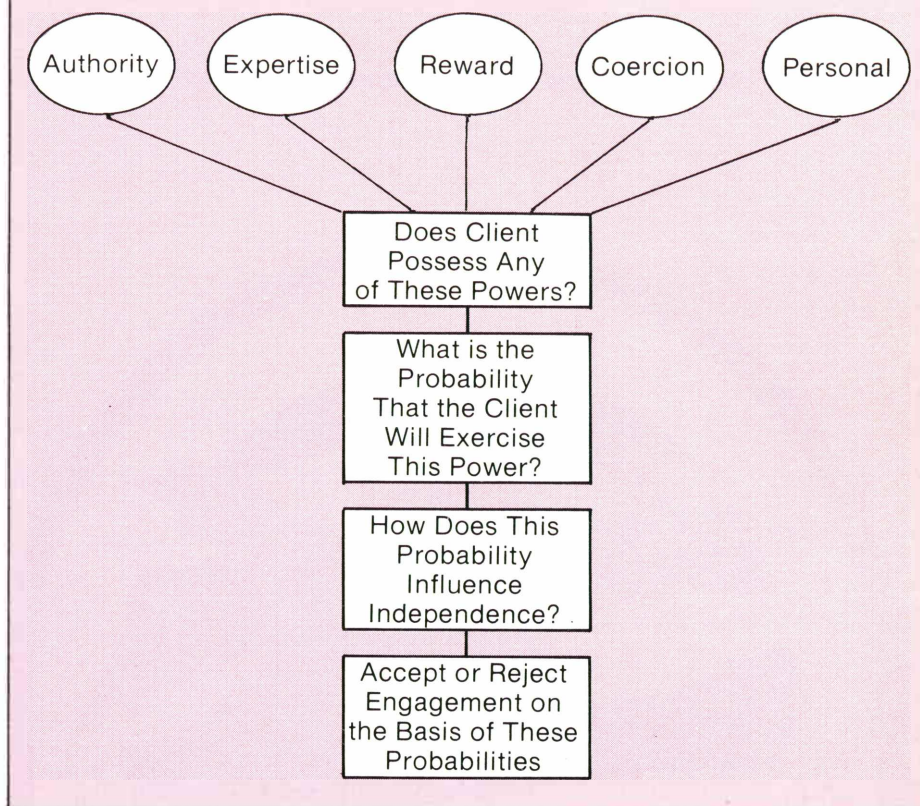 Authority
Expertise
Reward
Coercion
Personal
Does Client
Possess Any
of These Powers?
What is the
Probability
That the Client
Will Exercise
This Power?
How Does This
Probability
Influence
Independence?
Accept or Reject
Engagement on
the Basis of These
Probabilities